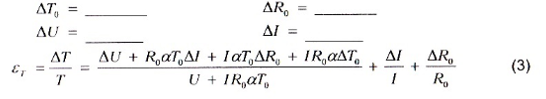 ΔT₀ = ________ ΔR₀ = ________
ΔU = ________ ΔI = ________
ε_T = ΔT/T = (ΔU + R₀αT₀ΔI + IαT₀ΔR₀ + IR₀αΔT₀)/(U + IR₀αT₀) + ΔI/I + ΔR₀/R₀ (3)